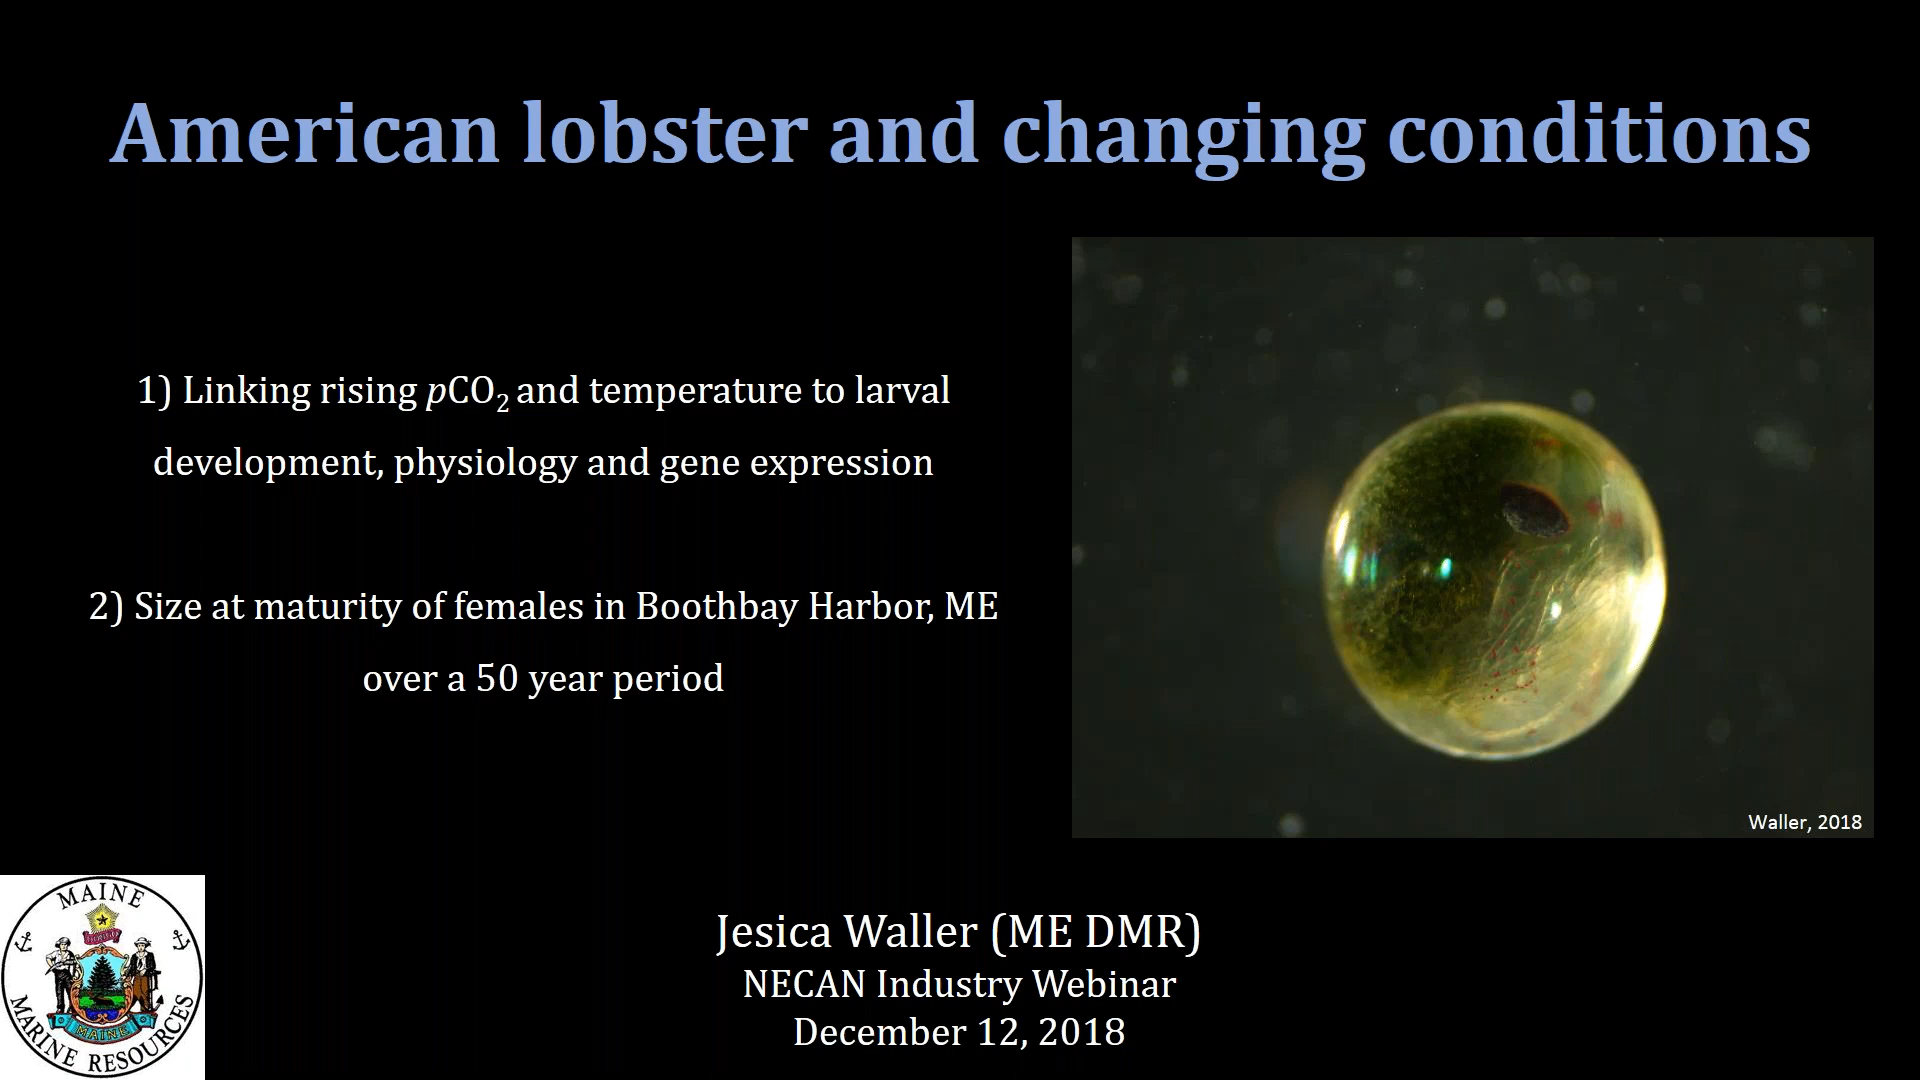 American lobster and changing conditions
1) Linking rising pCO₂ and temperature to larval
development, physiology and gene expression
2) Size at maturity of females in Boothbay Harbor, ME
over a 50 year period
Waller, 2018
Jesica Waller (ME DMR)
NECAN Industry Webinar
December 12, 2018
MAINE
MAINE
MARINE RESOURCES